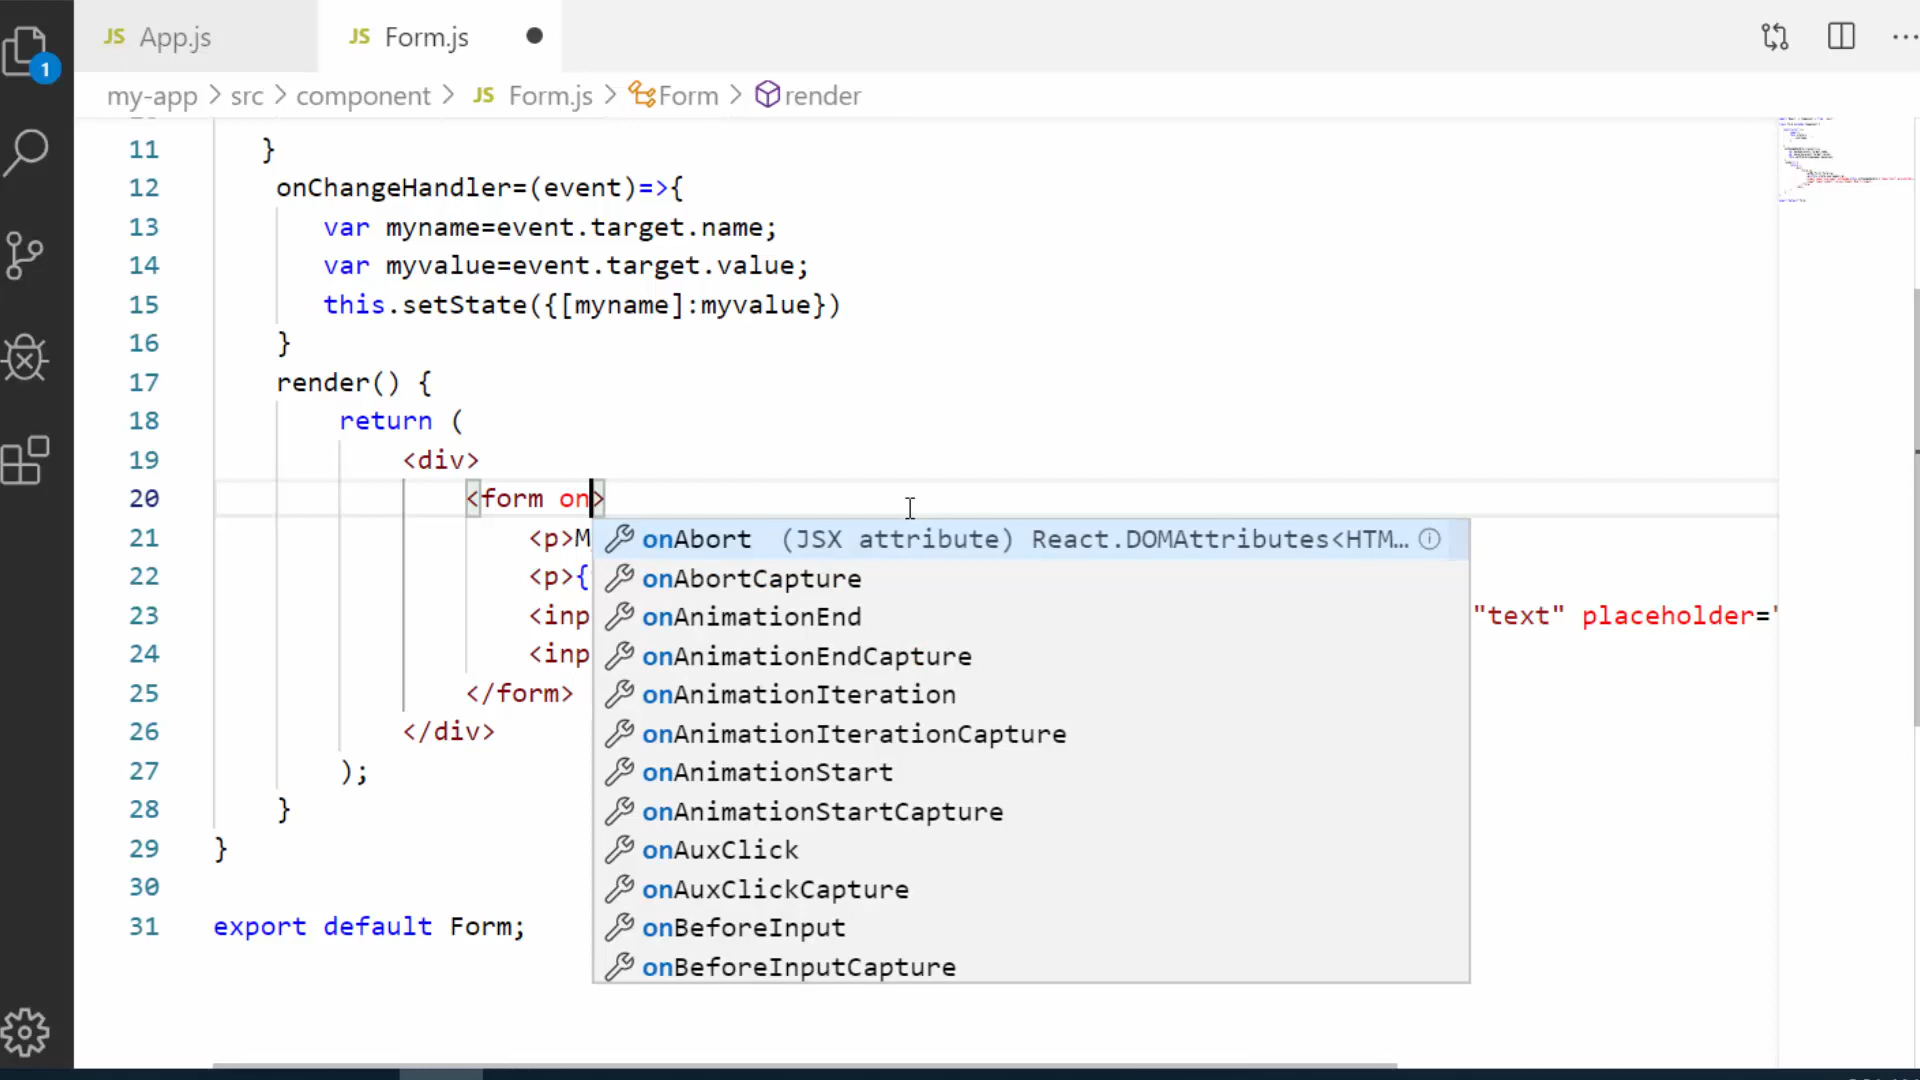 JS App.js
JS Form.js
1
my-app > src > component > JS Form.js > Form > render
11 }
12 onChangeHandler=(event)=>{
13 var myname=event.target.name;
14 var myvalue=event.target.value;
15 this.setState({[myname]:myvalue})
16 }
17 render() {
18 return (
19 <div>
20 <form on>
21 <p>M
22 <p>{
23 <inp "text" placeholder='
24 <inp
25 </form>
26 </div>
27 );
28 }
29 }
30
31 export default Form;
onAbort (JSX attribute) React.DOMAttributes<HTM...
onAbortCapture
onAnimationEnd
onAnimationEndCapture
onAnimationIteration
onAnimationIterationCapture
onAnimationStart
onAnimationStartCapture
onAuxClick
onAuxClickCapture
onBeforeInput
onBeforeInputCapture